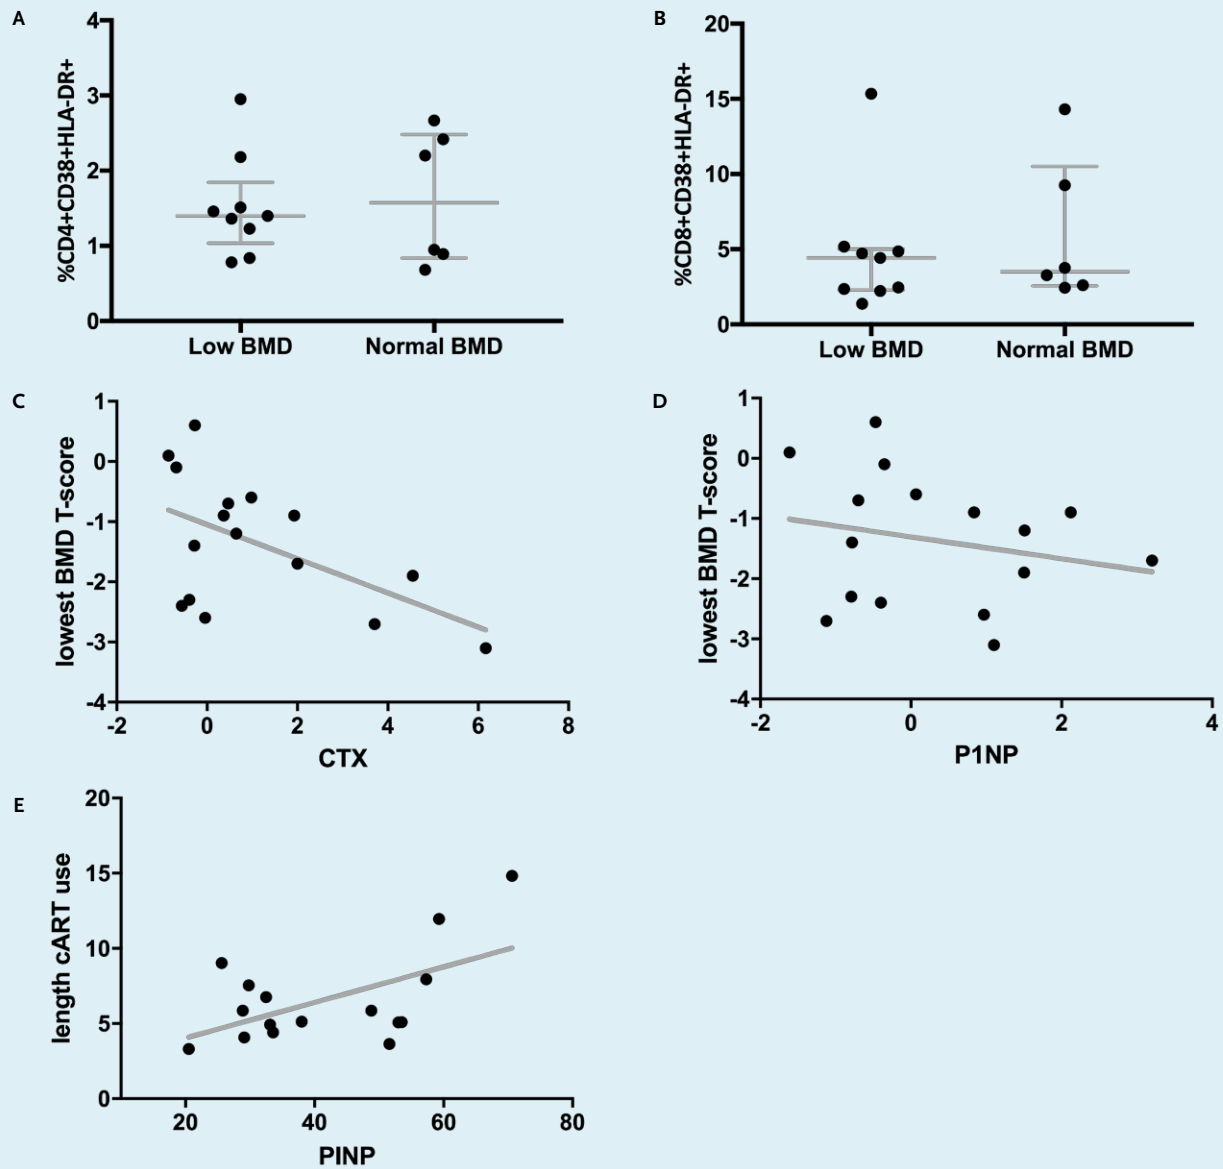 A
4
3
2
1
0
%CD4+CD38+HLA-DR+
Low BMD
Normal BMD
B
20
15
10
5
0
%CD8+CD38+HLA-DR+
Low BMD
Normal BMD
C
1
0
-1
-2
-3
-4
lowest BMD T-score
-2 0 2 4 6 8
CTX
D
1
0
-1
-2
-3
-4
lowest BMD T-score
-2 0 2 4
P1NP
E
20
15
10
5
0
length cART use
20 40 60 80
PINP